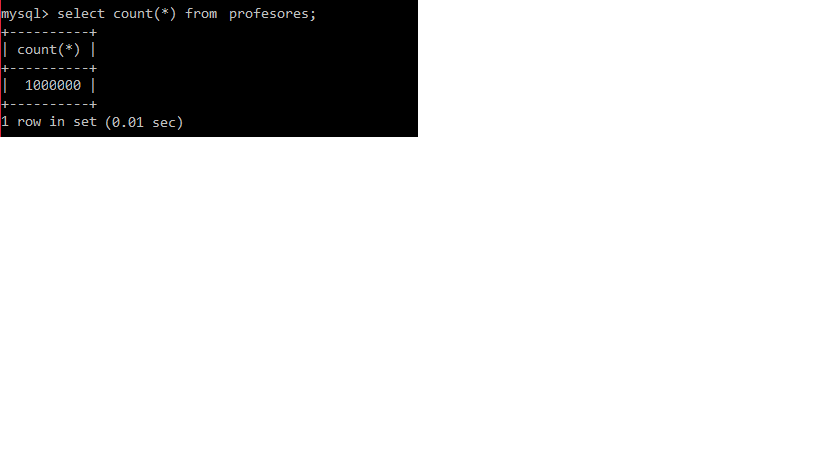 mysql> select count(*) from profesores;
+----------+
| count(*) |
+----------+
|  1000000 |
+----------+
1 row in set (0.01 sec)